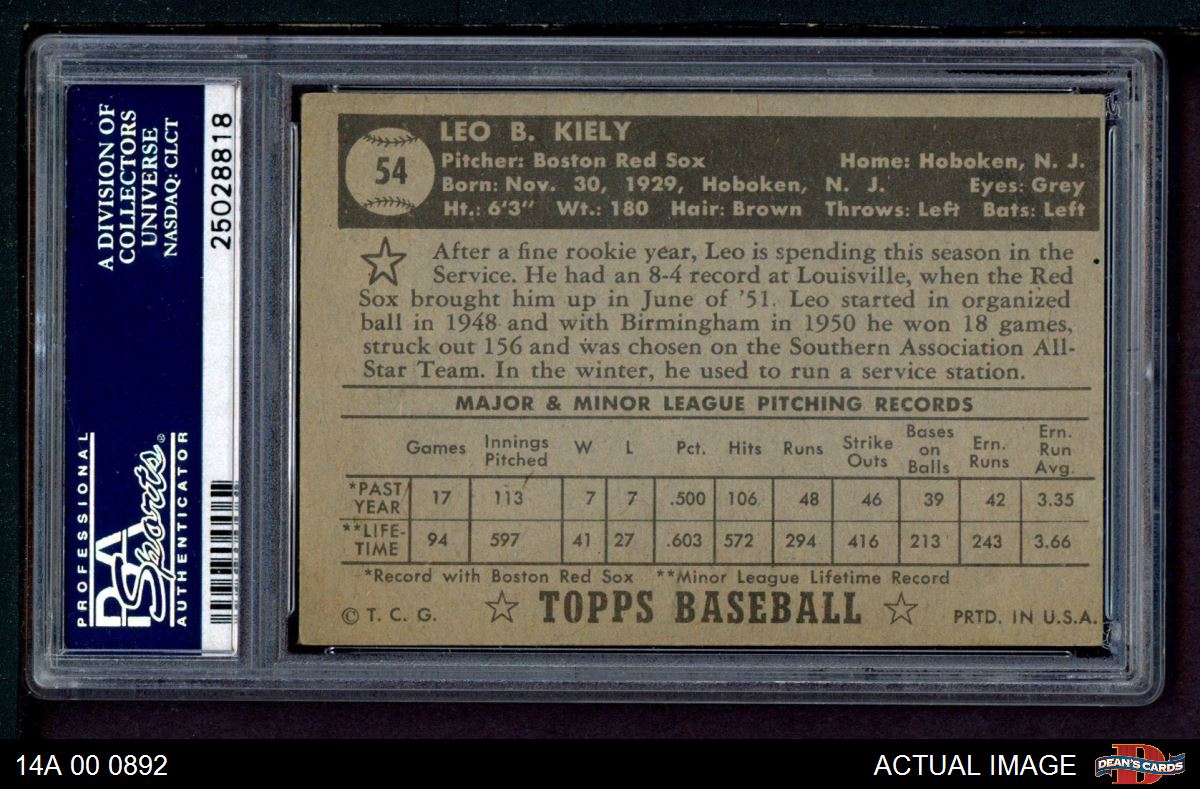 A DIVISION OF
COLLECTORS
UNIVERSE
NASDAQ: CLCT
25028818
PROFESSIONAL
PSA
Sports®
AUTHENTICATOR
54
LEO B. KIELY
Pitcher: Boston Red Sox Home: Hoboken, N. J.
Born: Nov. 30, 1929, Hoboken, N. J. Eyes: Grey
Ht.: 6'3" Wt.: 180 Hair: Brown Throws: Left Bats: Left
After a fine rookie year, Leo is spending this season in the
Service. He had an 8-4 record at Louisville, when the Red
Sox brought him up in June of '51. Leo started in organized
ball in 1948 and with Birmingham in 1950 he won 18 games,
struck out 156 and was chosen on the Southern Association All-
Star Team. In the winter, he used to run a service station.
MAJOR & MINOR LEAGUE PITCHING RECORDS
Games Innings Pitched W L Pct. Hits Runs Strike Outs Bases on Balls Ern. Runs Ern. Run Avg.
*PAST YEAR 17 113 7 7 .500 106 48 46 39 42 3.35
**LIFE-TIME 94 597 41 27 .603 572 294 416 213 243 3.66
*Record with Boston Red Sox **Minor League Lifetime Record
© T. C. G. ☆ TOPPS BASEBALL ☆ PRTD. IN U.S.A.
14A 00 0892 ACTUAL IMAGE DEAN'S CARDS